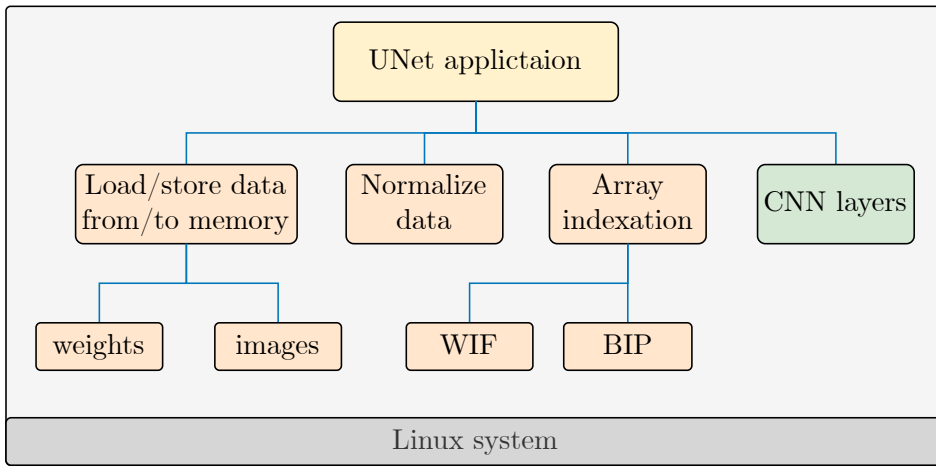 UNet applictaion
Load/store data
from/to memory
Normalize
data
Array
indexation
CNN layers
weights
images
WIF
BIP
Linux system